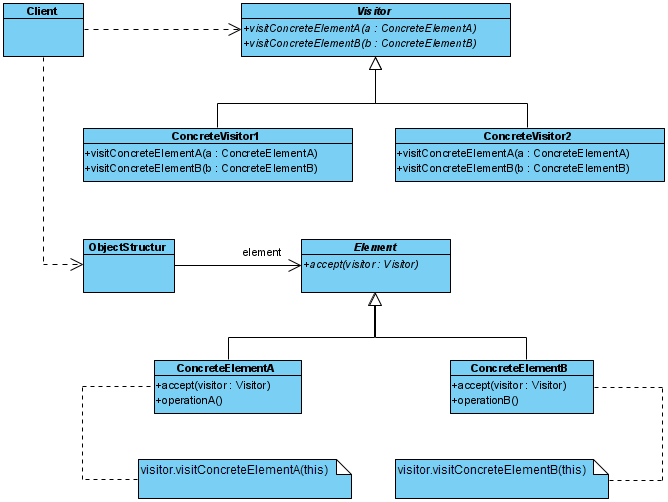 Client
Visitor
+visitConcreteElementA(a : ConcreteElementA)
+visitConcreteElementB(b : ConcreteElementB)
ConcreteVisitor1
+visitConcreteElementA(a : ConcreteElementA)
+visitConcreteElementB(b : ConcreteElementB)
ConcreteVisitor2
+visitConcreteElementA(a : ConcreteElementA)
+visitConcreteElementB(b : ConcreteElementB)
ObjectStructur
element
Element
+accept(visitor : Visitor)
ConcreteElementA
+accept(visitor : Visitor)
+operationA()
ConcreteElementB
+accept(visitor : Visitor)
+operationB()
visitor.visitConcreteElementA(this)
visitor.visitConcreteElementB(this)